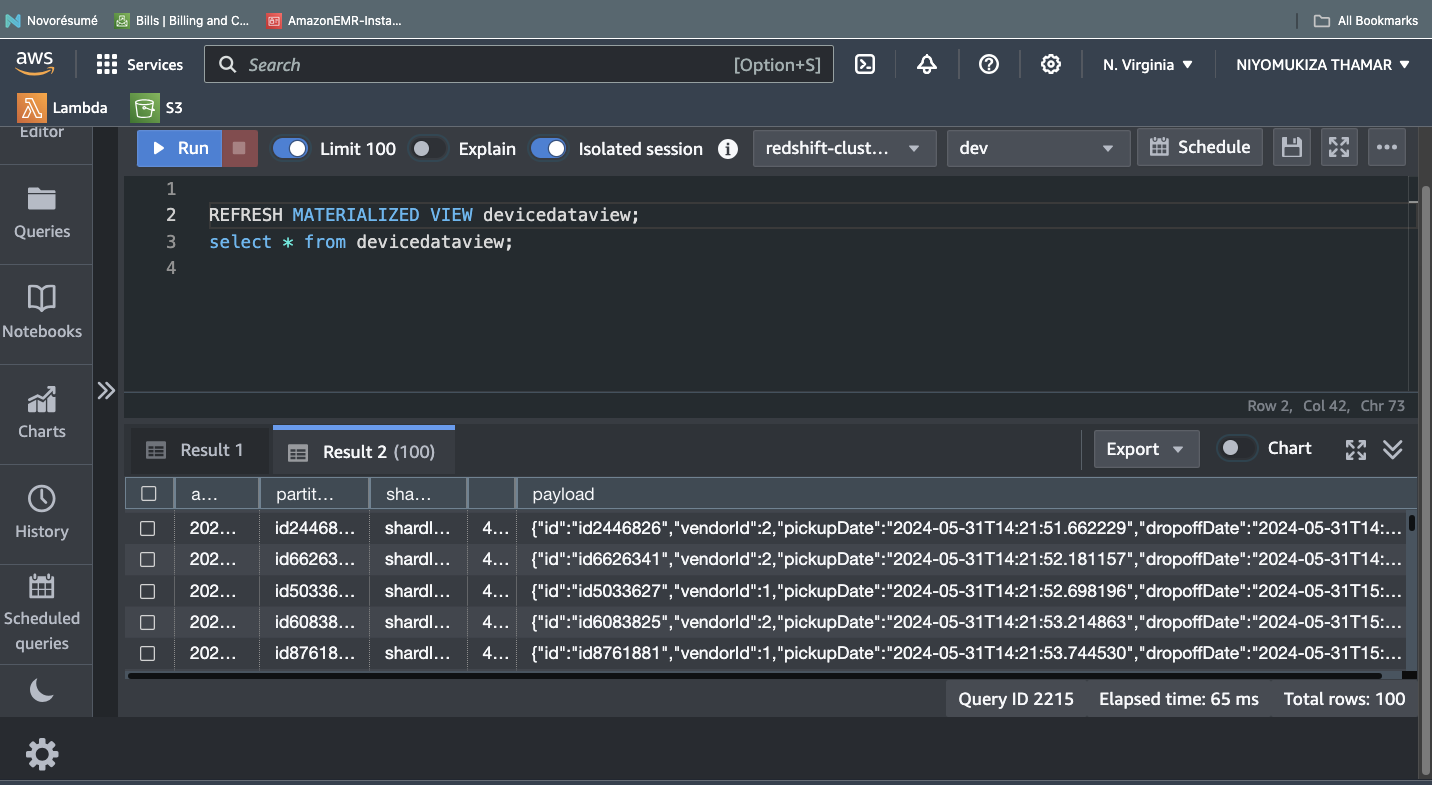 Novorésumé Bills | Billing and C... AmazonEMR-Insta... All Bookmarks
aws Services Search [Option+S] N. Virginia NIYOMUKIZA THAMAR
Lambda S3
Editor
Run Limit 100 Explain Isolated session redshift-clust... dev Schedule
1
2 REFRESH MATERIALIZED VIEW devicedataview;
3 select * from devicedataview;
4
Queries
Notebooks
Charts
History
Scheduled
queries
Row 2, Col 42, Chr 73
Result 1 Result 2 (100) Export Chart
a... partit... sha... payload
202... id24468... shardI... 4... {"id":"id2446826","vendorId":2,"pickupDate":"2024-05-31T14:21:51.662229","dropoffDate":"2024-05-31T14:...
202... id66263... shardI... 4... {"id":"id6626341","vendorId":2,"pickupDate":"2024-05-31T14:21:52.181157","dropoffDate":"2024-05-31T14:...
202... id50336... shardI... 4... {"id":"id5033627","vendorId":1,"pickupDate":"2024-05-31T14:21:52.698196","dropoffDate":"2024-05-31T15:...
202... id60838... shardI... 4... {"id":"id6083825","vendorId":2,"pickupDate":"2024-05-31T14:21:53.214863","dropoffDate":"2024-05-31T15:...
202... id87618... shardI... 4... {"id":"id8761881","vendorId":1,"pickupDate":"2024-05-31T14:21:53.744530","dropoffDate":"2024-05-31T15:...
Query ID 2215 Elapsed time: 65 ms Total rows: 100